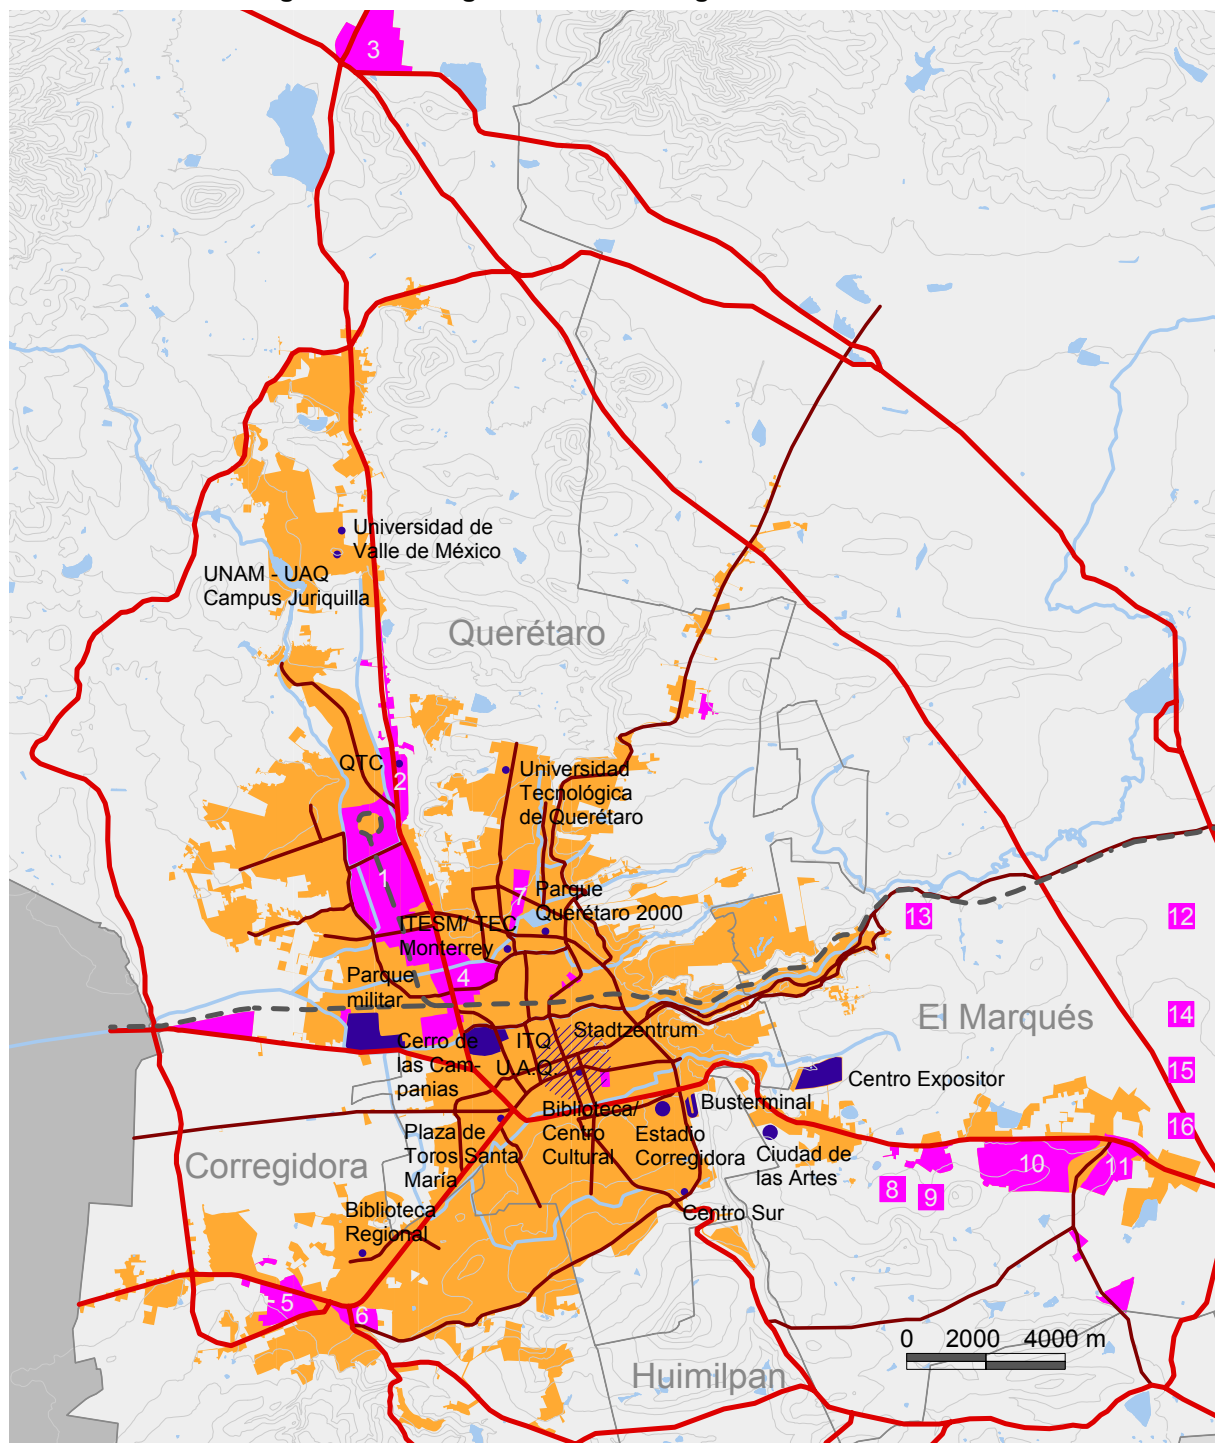 3
Universidad de
Valle de México
UNAM - UAQ
Campus Juriquilla
Querétaro
QTC
2
Universidad
Tecnológica
de Querétaro
1
7
Parque
Querétaro 2000
ITESM/ TEC
Monterrey
13
12
Parque
militar
4
El Marqués
14
Stadtzentrum
Cerro de
las Cam-
panias
ITQ
U.A.Q.
15
Centro Expositor
Busterminal
16
Plaza de
Toros Santa
María
Biblioteca/
Centro
Cultural
Estadio
Corregidora
Ciudad de
las Artes
10
11
Corregidora
8
9
Biblioteca
Regional
Centro Sur
5
6
0 2000 4000 m
Huimilpan